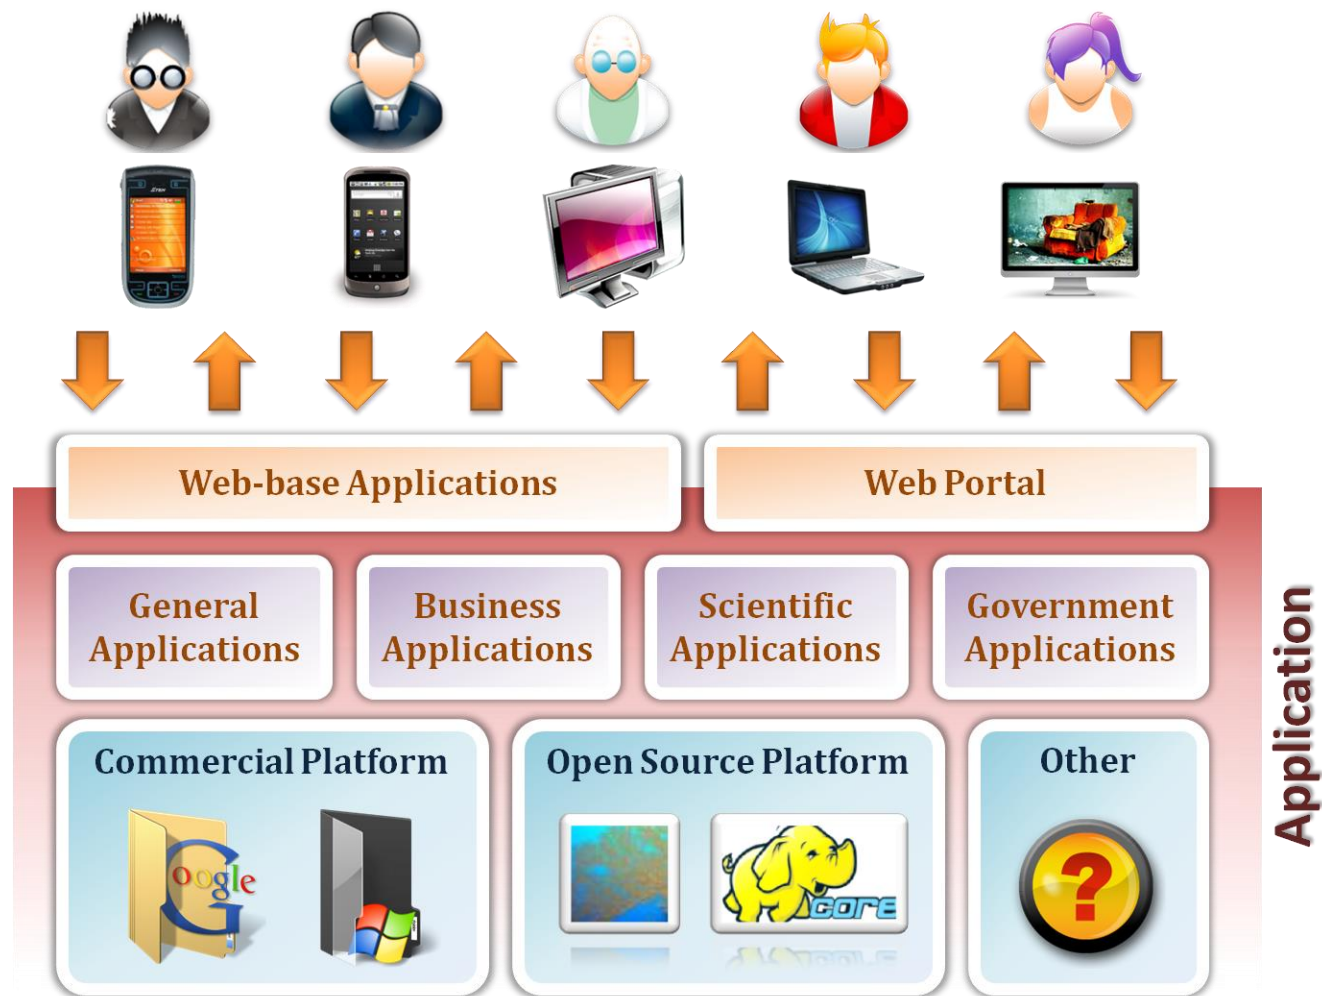 Web-base Applications
Web Portal
General
Applications
Business
Applications
Scientific
Applications
Government
Applications
Application
Commercial Platform
Open Source Platform
Other
Google
core
?